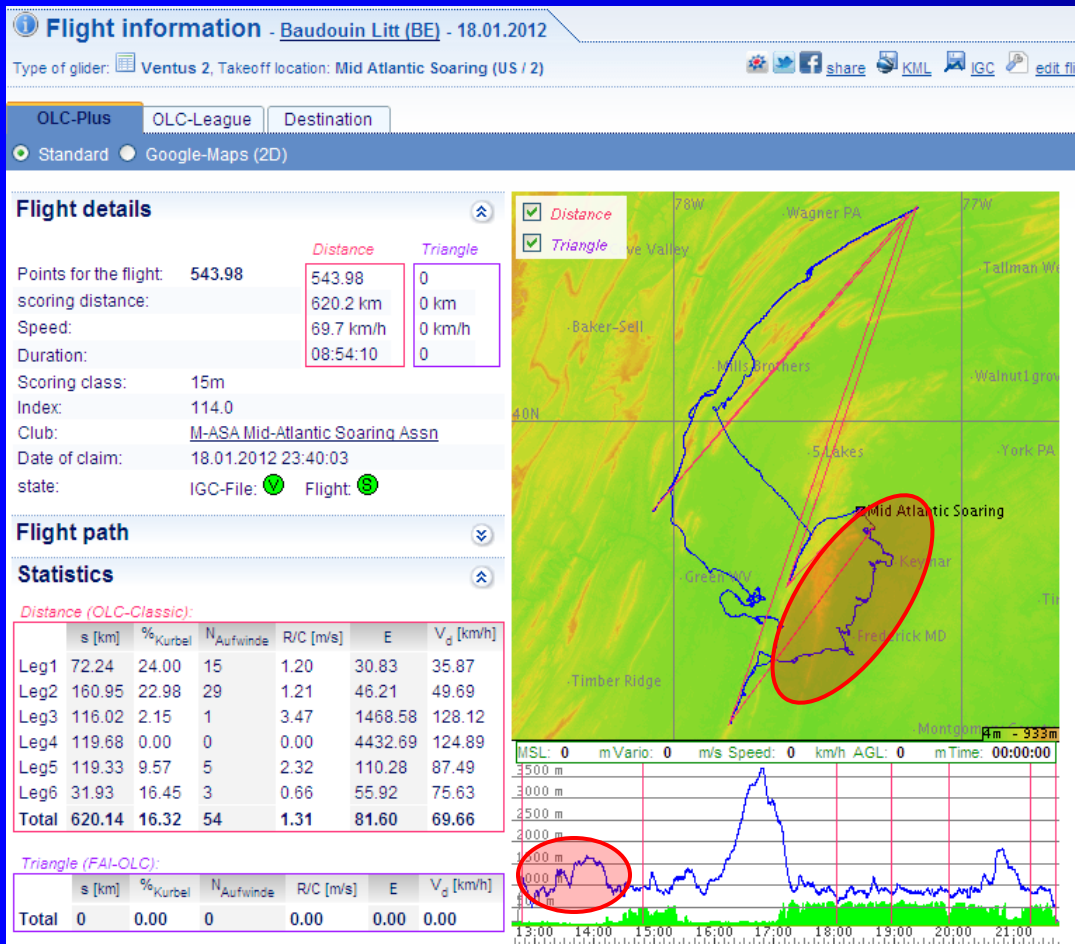 Flight information - Baudouin Litt (BE) - 18.01.2012
Type of glider: Ventus 2, Takeoff location: Mid Atlantic Soaring (US / 2)
share KML IGC edit fli
OLC-Plus OLC-League Destination
Standard Google-Maps (2D)
Flight details
Distance Triangle
Points for the flight: 543.98 543.98 0
scoring distance: 620.2 km 0 km
Speed: 69.7 km/h 0 km/h
Duration: 08:54:10 0
Scoring class: 15m
Index: 114.0
Club: M-ASA Mid-Atlantic Soaring Assn
Date of claim: 18.01.2012 23:40:03
state: IGC-File: V Flight: S
Flight path
Statistics
Distance (OLC-Classic):
s [km] %Kurbel NAufwinde R/C [m/s] E Vd [km/h]
Leg1 72.24 24.00 15 1.20 30.83 35.87
Leg2 160.95 22.98 29 1.21 46.21 49.69
Leg3 116.02 2.15 1 3.47 1468.58 128.12
Leg4 119.68 0.00 0 0.00 4432.69 124.89
Leg5 119.33 9.57 5 2.32 110.28 87.49
Leg6 31.93 16.45 3 0.66 55.92 75.63
Total 620.14 16.32 54 1.31 81.60 69.66
Triangle (FAI-OLC):
s [km] %Kurbel NAufwinde R/C [m/s] E Vd [km/h]
Total 0 0.00 0 0.00 0.00 0.00
Distance
Triangle
78W
77W
Wagner PA
ve Valley
Tallman We
Baker-Sell
Mills Brothers
Walnut1grov
40N
5 Lakes
York PA
Mid Atlantic Soaring
Keymar
Green WV
Tir
Frederick MD
Timber Ridge
Montgom
4m - 933m
MSL: 0 m Vario: 0 m/s Speed: 0 km/h AGL: 0 m Time: 00:00:00
3500 m
3000 m
2500 m
2000 m
1500 m
1000 m
13:00 14:00 15:00 16:00 17:00 18:00 19:00 20:00 21:00